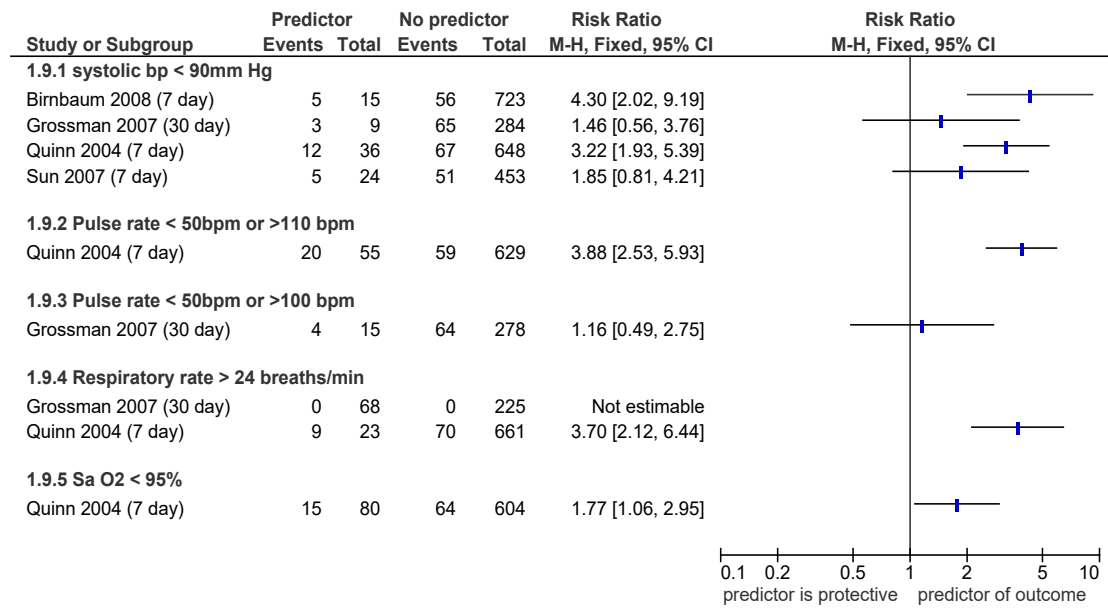 Predictor No predictor Risk Ratio Risk Ratio
Study or Subgroup Events Total Events Total M-H, Fixed, 95% CI M-H, Fixed, 95% CI
1.9.1 systolic bp < 90mm Hg
Birnbaum 2008 (7 day) 5 15 56 723 4.30 [2.02, 9.19]
Grossman 2007 (30 day) 3 9 65 284 1.46 [0.56, 3.76]
Quinn 2004 (7 day) 12 36 67 648 3.22 [1.93, 5.39]
Sun 2007 (7 day) 5 24 51 453 1.85 [0.81, 4.21]
1.9.2 Pulse rate < 50bpm or >110 bpm
Quinn 2004 (7 day) 20 55 59 629 3.88 [2.53, 5.93]
1.9.3 Pulse rate < 50bpm or >100 bpm
Grossman 2007 (30 day) 4 15 64 278 1.16 [0.49, 2.75]
1.9.4 Respiratory rate > 24 breaths/min
Grossman 2007 (30 day) 0 68 0 225 Not estimable
Quinn 2004 (7 day) 9 23 70 661 3.70 [2.12, 6.44]
1.9.5 Sa O2 < 95%
Quinn 2004 (7 day) 15 80 64 604 1.77 [1.06, 2.95]
0.1 0.2 0.5 1 2 5 10
predictor is protective predictor of outcome